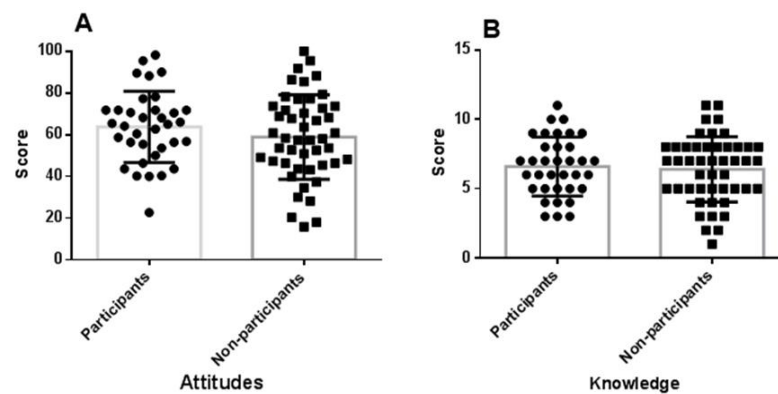 A
100
80
60
40
20
0
Score
Participants
Non-participants
Attitudes
B
15
10
5
0
Score
Participants
Non-participants
Knowledge